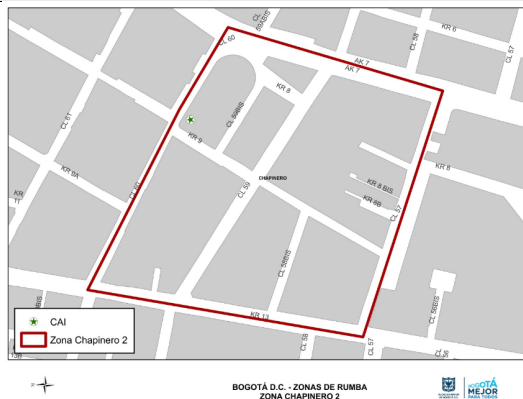 CL 59ABIS
CL 60
KR 6
CL 58
CL 57
AK 7
AK 7
KR 8
CL 59BIS
CL 61
KR 9
KR 8
KR 9A
CHAPINERO
KR 8 BIS
KR 8B
KR
11
CL 60
CL 59
CL 57
CL 58BIS
CL 56BIS
KR 13
CL 58
CL 57
CL 56
CAI
Zona Chapinero 2
BOGOTÁ D.C. - ZONAS DE RUMBA
ZONA CHAPINERO 2
BOGOTÁ
MEJOR
PARA TODOS